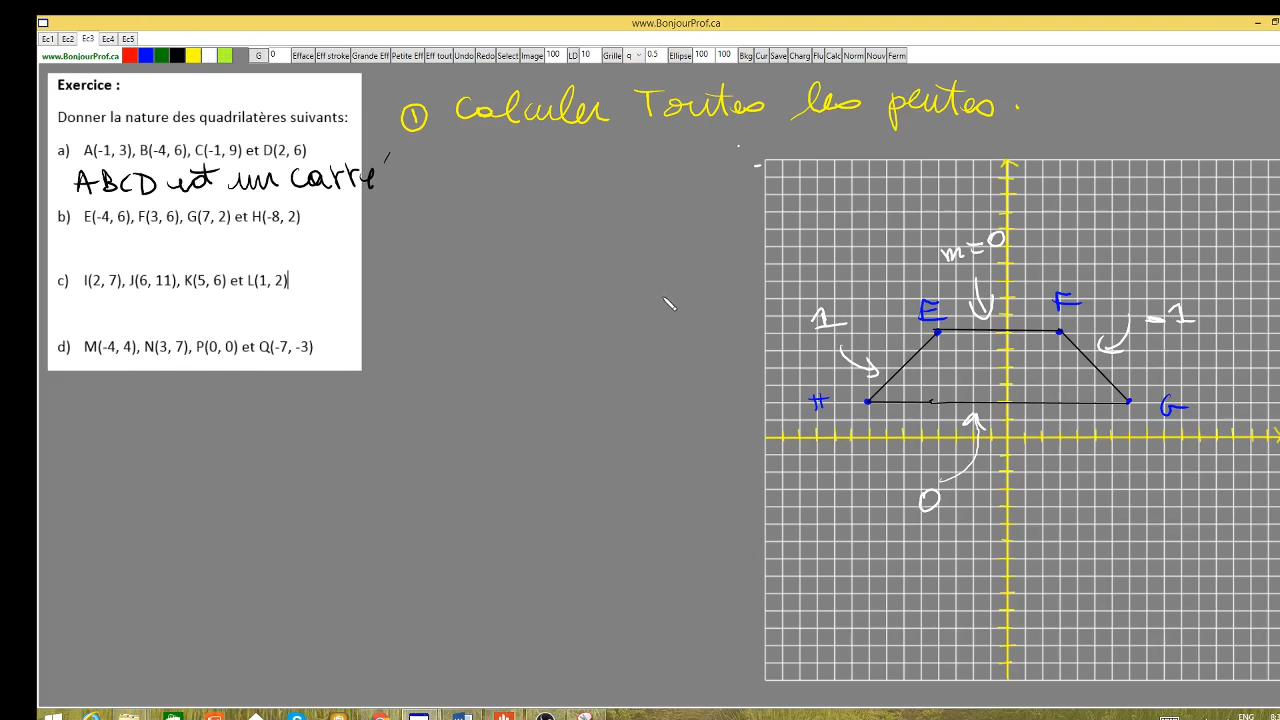 www.BonjourProf.ca
Ec1 Ec2 Ec3 Ec4 Ec5
www.BonjourProf.ca G 0 Efface Eff stroke Grande Eff Petite Eff Eff tout Undo Redo Select Image 100 LD 10 Grille q 0.5 Ellipse 100 100 Bkg Cur Save Charg Flu Calc Norm Nouv Ferm
Exercice :
Donner la nature des quadrilatères suivants:
a) A(-1, 3), B(-4, 6), C(-1, 9) et D(2, 6)
ABCD est un carré
b) E(-4, 6), F(3, 6), G(7, 2) et H(-8, 2)
c) I(2, 7), J(6, 11), K(5, 6) et L(1, 2)
d) M(-4, 4), N(3, 7), P(0, 0) et Q(-7, -3)
① Calculer Toutes les pentes.
m=0
E F
1 -1
H G
0
ENG